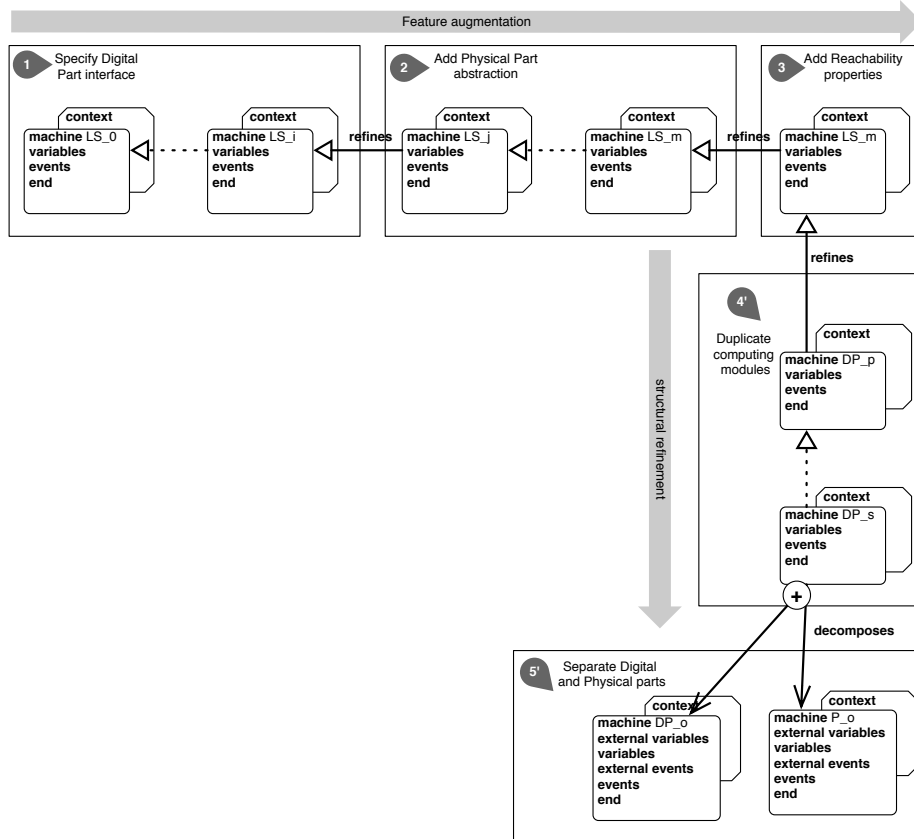 Feature augmentation
1
Specify Digital
Part interface
context
machine LS_0
variables
events
end
context
machine LS_i
variables
events
end
refines
2
Add Physical Part
abstraction
context
machine LS_j
variables
events
end
context
machine LS_m
variables
events
end
refines
3
Add Reachability
properties
context
machine LS_m
variables
events
end
refines
structural refinement
4'
Duplicate
computing
modules
context
machine DP_p
variables
events
end
context
machine DP_s
variables
events
end
+
decomposes
5'
Separate Digital
and Physical parts
context
machine DP_o
external variables
variables
external events
events
end
context
machine P_o
external variables
variables
external events
events
end